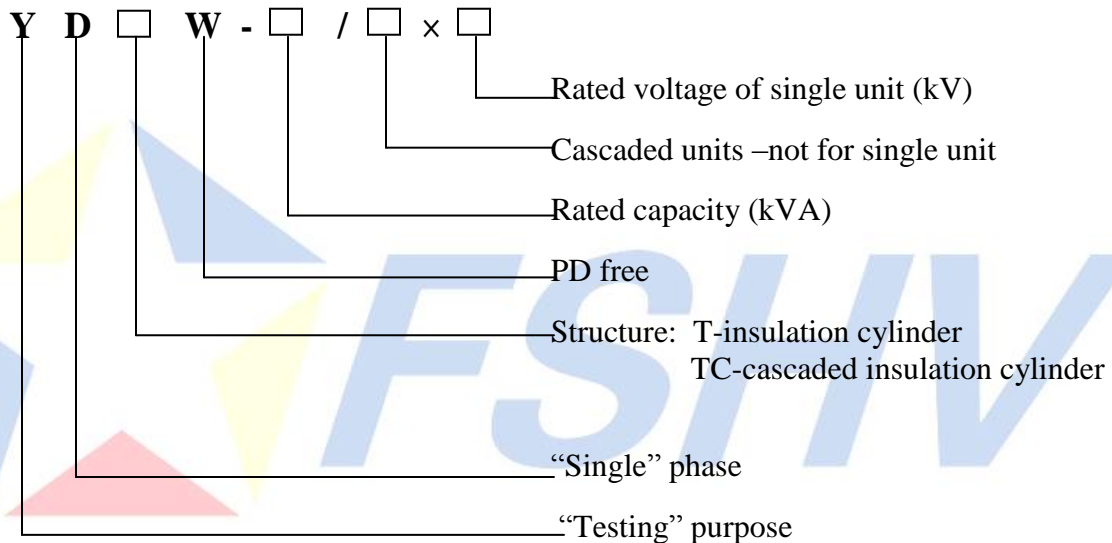 Y D □ W - □ / □ × □
Rated voltage of single unit (kV)
Cascaded units –not for single unit
Rated capacity (kVA)
PD free
Structure: T-insulation cylinder
TC-cascaded insulation cylinder
“Single” phase
“Testing” purpose
FSHV